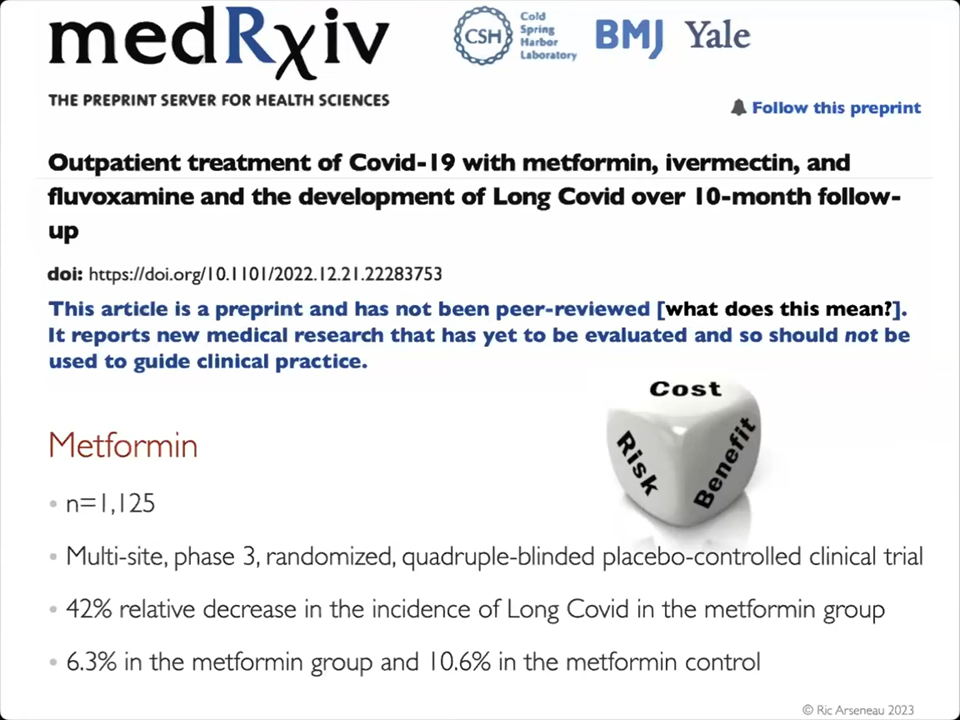 medRxiv
CSH Cold Spring Harbor Laboratory
BMJ Yale
THE PREPRINT SERVER FOR HEALTH SCIENCES
Follow this preprint
Outpatient treatment of Covid-19 with metformin, ivermectin, and
fluvoxamine and the development of Long Covid over 10-month follow-
up
doi: https://doi.org/10.1101/2022.12.21.22283753
This article is a preprint and has not been peer-reviewed [what does this mean?].
It reports new medical research that has yet to be evaluated and so should not be
used to guide clinical practice.
Cost
Risk
Benefit
Metformin
• n=1,125
• Multi-site, phase 3, randomized, quadruple-blinded placebo-controlled clinical trial
• 42% relative decrease in the incidence of Long Covid in the metformin group
• 6.3% in the metformin group and 10.6% in the metformin control
© Ric Arseneau 2023